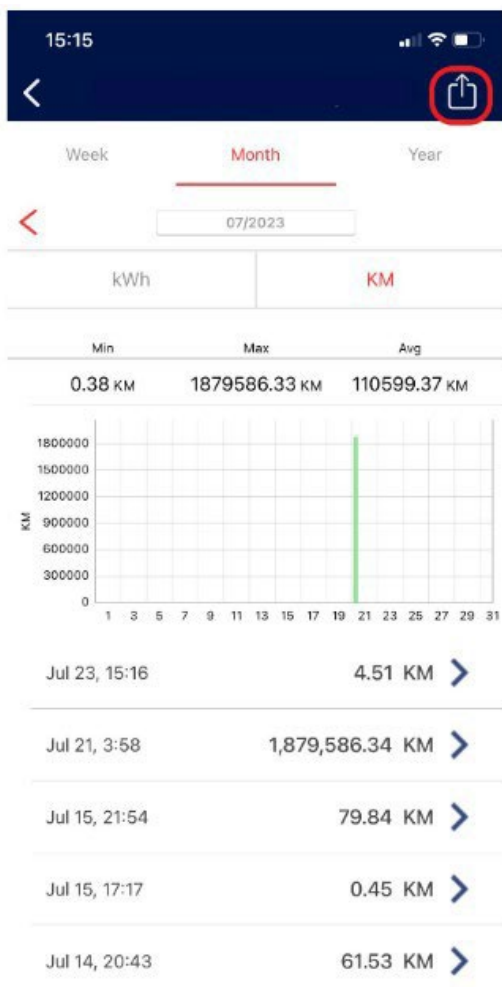 15:15
Week Month Year
07/2023
kWh KM
Min Max Avg
0.38 KM 1879586.33 KM 110599.37 KM
1800000
1500000
1200000
900000
600000
300000
0
KM
1 3 5 7 9 11 13 15 17 19 21 23 25 27 29 31
Jul 23, 15:16 4.51 KM
Jul 21, 3:58 1,879,586.34 KM
Jul 15, 21:54 79.84 KM
Jul 15, 17:17 0.45 KM
Jul 14, 20:43 61.53 KM